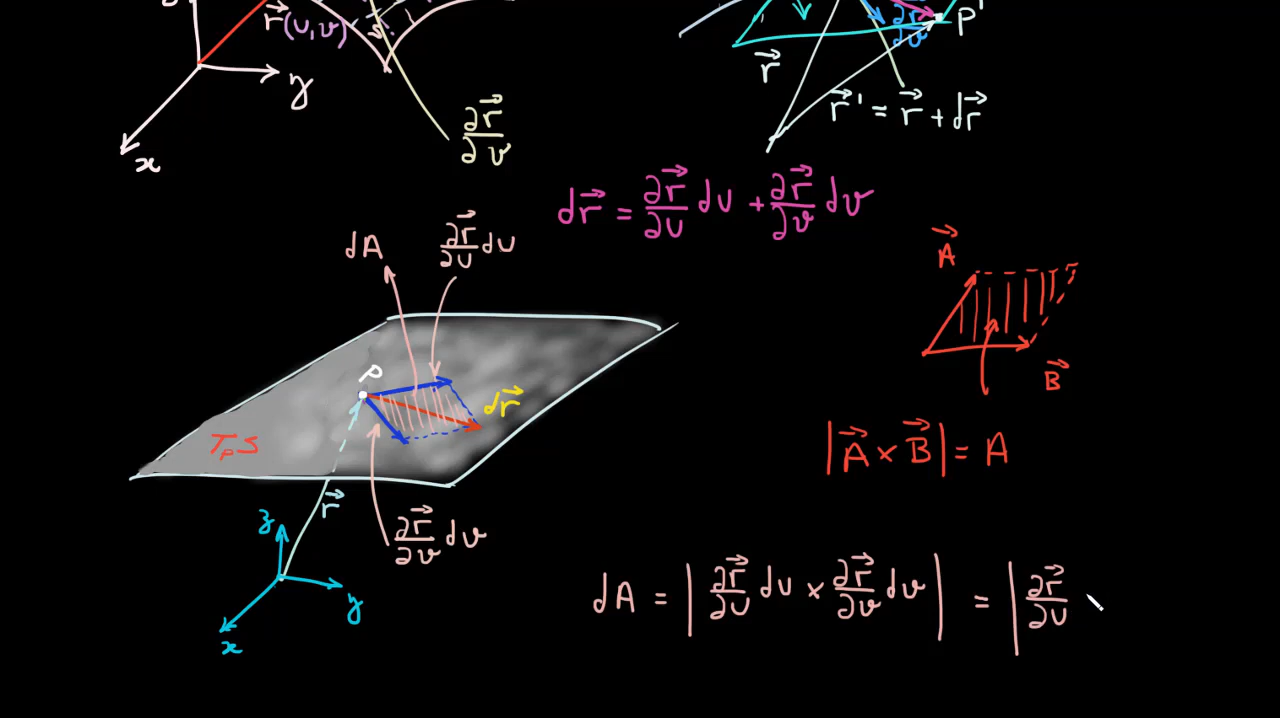 r⃗(u,v)
y
x
∂r⃗/∂v
∂r⃗/∂v
P'
r⃗
r⃗' = r⃗ + dr⃗
dr⃗ = ∂r⃗/∂u du + ∂r⃗/∂v dv
dA
∂r⃗/∂u du
A⃗
B⃗
P
dr⃗
TₚS
|A⃗ × B⃗| = A
r⃗
z
y
x
∂r⃗/∂v dv
dA = |∂r⃗/∂u du × ∂r⃗/∂v dv| = |∂r⃗/∂u